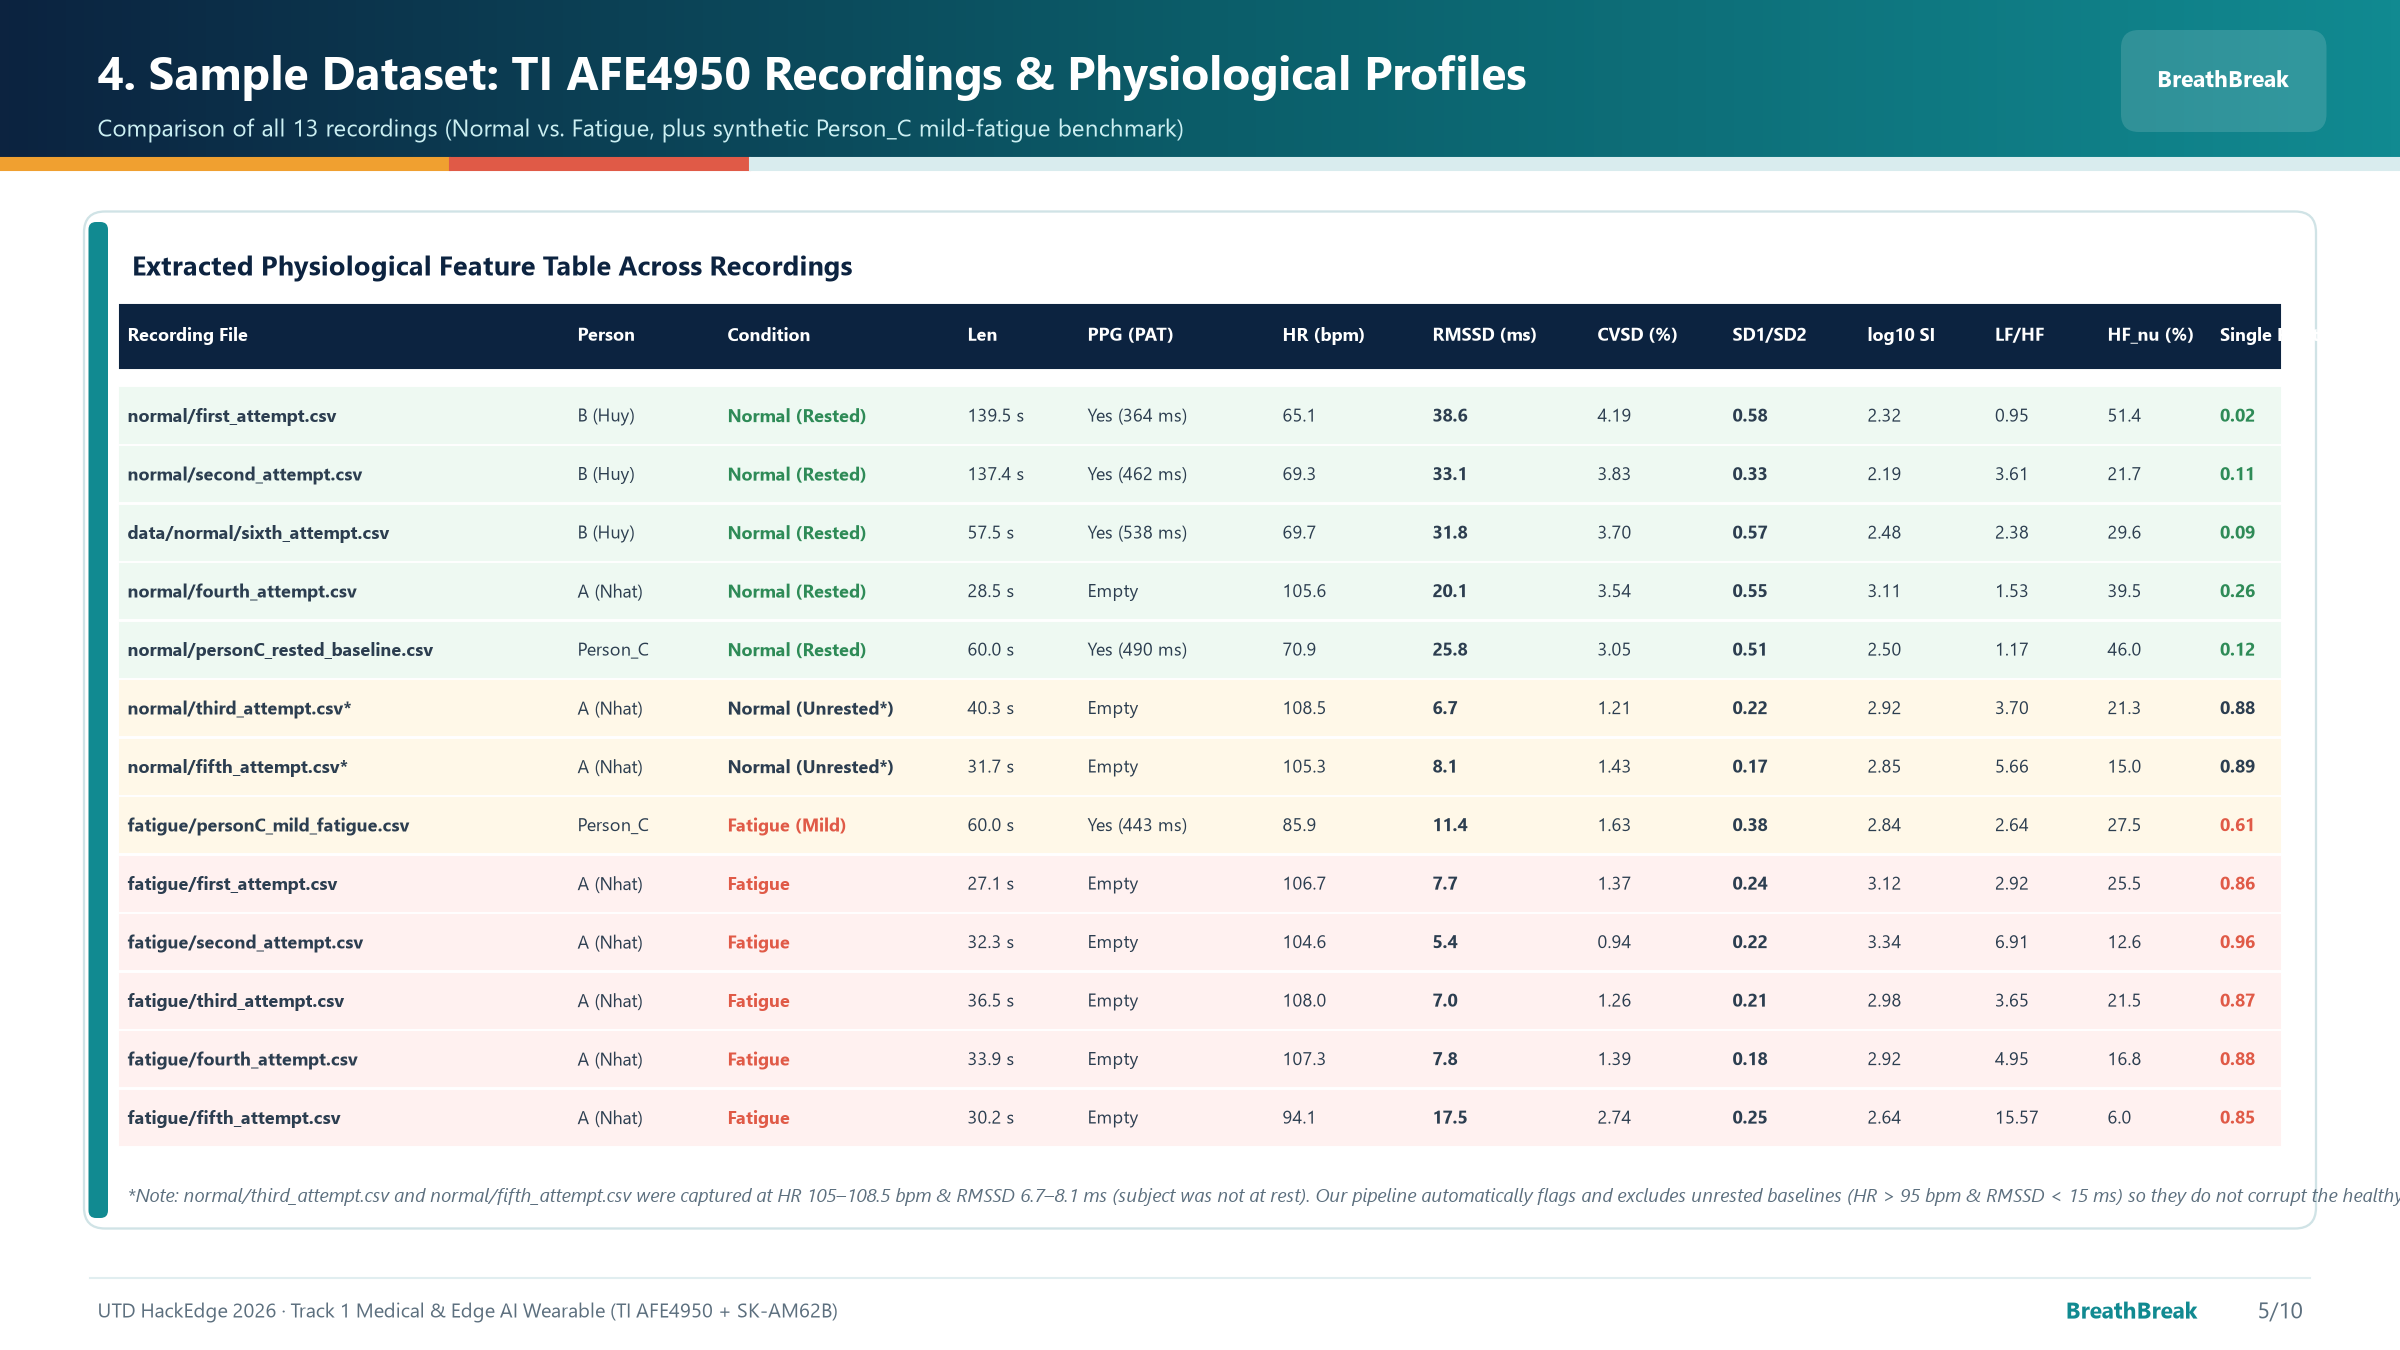 4. Sample Dataset: TI AFE4950 Recordings & Physiological Profiles
BreathBreak
Comparison of all 13 recordings (Normal vs. Fatigue, plus synthetic Person_C mild-fatigue benchmark)
Extracted Physiological Feature Table Across Recordings
Recording File Person Condition Len PPG (PAT) HR (bpm) RMSSD (ms) CVSD (%) SD1/SD2 log10 SI LF/HF HF_nu (%) Single
normal/first_attempt.csv B (Huy) Normal (Rested) 139.5 s Yes (364 ms) 65.1 38.6 4.19 0.58 2.32 0.95 51.4 0.02
normal/second_attempt.csv B (Huy) Normal (Rested) 137.4 s Yes (462 ms) 69.3 33.1 3.83 0.33 2.19 3.61 21.7 0.11
data/normal/sixth_attempt.csv B (Huy) Normal (Rested) 57.5 s Yes (538 ms) 69.7 31.8 3.70 0.57 2.48 2.38 29.6 0.09
normal/fourth_attempt.csv A (Nhat) Normal (Rested) 28.5 s Empty 105.6 20.1 3.54 0.55 3.11 1.53 39.5 0.26
normal/personC_rested_baseline.csv Person_C Normal (Rested) 60.0 s Yes (490 ms) 70.9 25.8 3.05 0.51 2.50 1.17 46.0 0.12
normal/third_attempt.csv* A (Nhat) Normal (Unrested*) 40.3 s Empty 108.5 6.7 1.21 0.22 2.92 3.70 21.3 0.88
normal/fifth_attempt.csv* A (Nhat) Normal (Unrested*) 31.7 s Empty 105.3 8.1 1.43 0.17 2.85 5.66 15.0 0.89
fatigue/personC_mild_fatigue.csv Person_C Fatigue (Mild) 60.0 s Yes (443 ms) 85.9 11.4 1.63 0.38 2.84 2.64 27.5 0.61
fatigue/first_attempt.csv A (Nhat) Fatigue 27.1 s Empty 106.7 7.7 1.37 0.24 3.12 2.92 25.5 0.86
fatigue/second_attempt.csv A (Nhat) Fatigue 32.3 s Empty 104.6 5.4 0.94 0.22 3.34 6.91 12.6 0.96
fatigue/third_attempt.csv A (Nhat) Fatigue 36.5 s Empty 108.0 7.0 1.26 0.21 2.98 3.65 21.5 0.87
fatigue/fourth_attempt.csv A (Nhat) Fatigue 33.9 s Empty 107.3 7.8 1.39 0.18 2.92 4.95 16.8 0.88
fatigue/fifth_attempt.csv A (Nhat) Fatigue 30.2 s Empty 94.1 17.5 2.74 0.25 2.64 15.57 6.0 0.85
*Note: normal/third_attempt.csv and normal/fifth_attempt.csv were captured at HR 105–108.5 bpm & RMSSD 6.7–8.1 ms (subject was not at rest). Our pipeline automatically flags and excludes unrested baselines (HR > 95 bpm & RMSSD < 15 ms) so they do not corrupt the healthy
UTD HackEdge 2026 · Track 1 Medical & Edge AI Wearable (TI AFE4950 + SK-AM62B)
BreathBreak 5/10